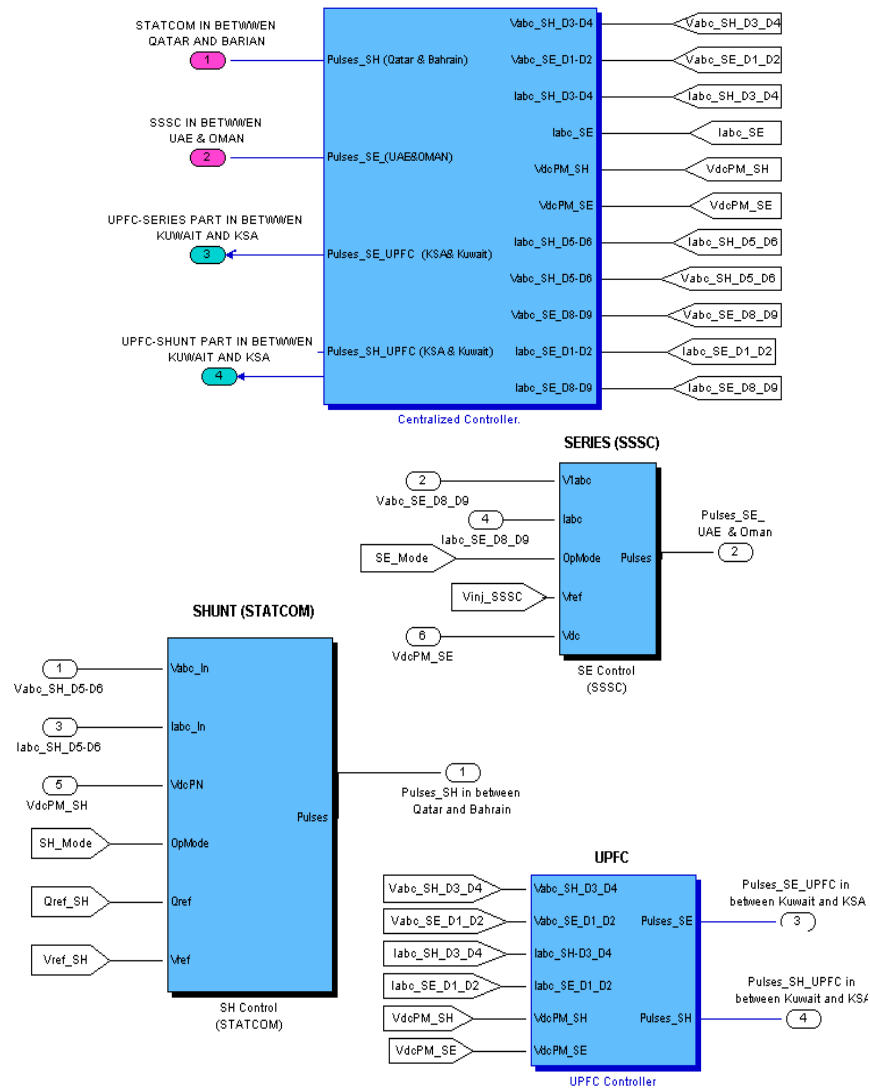 STATCOM IN BETWWEN
QATAR AND BARIAN
1
SSSC IN BETWWEN
UAE & OMAN
2
UPFC-SERIES PART IN BETWWEN
KUWAIT AND KSA
3
UPFC-SHUNT PART IN BETWWEN
KUWAIT AND KSA
4
Pulses_SH (Qatar & Bahrain)
Pulses_SE_(UAE&OMAN)
Pulses_SE_UPFC (KSA& Kuwait)
Pulses_SH_UPFC (KSA & Kuwait)
Vabc_SH_D3-D4
Vabc_SE_D1-D2
Iabc_SH_D3-D4
Iabc_SE
VdcPM_SH
VdcPM_SE
Iabc_SH_D5-D6
Vabc_SH_D5-D6
Vabc_SE_D8-D9
Iabc_SE_D1-D2
Iabc_SE_D8-D9
Vabc_SH_D3_D4
Vabc_SE_D1_D2
Iabc_SH_D3_D4
Iabc_SE
VdcPM_SH
VdcPM_SE
Iabc_SH_D5_D6
Vabc_SH_D5_D6
Vabc_SE_D8_D9
Iabc_SE_D1_D2
Iabc_SE_D8_D9
Centralized Controller.
SERIES (SSSC)
2
Vabc_SE_D8_D9
4
Iabc_SE_D8_D9
SE_Mode
Vinj_SSSC
6
VdcPM_SE
V1abc
Iabc
OpMode
Vref
Vdc
Pulses
Pulses_SE_
UAE & Oman
2
SE Control
(SSSC)
SHUNT (STATCOM)
1
Vabc_SH_D5-D6
3
Iabc_SH_D5-D6
5
VdcPM_SH
SH_Mode
Qref_SH
Vref_SH
Vabc_In
Iabc_In
VdcPN
OpMode
Qref
Vref
Pulses
1
Pulses_SH in between
Qatar and Bahrain
SH Control
(STATCOM)
UPFC
Vabc_SH_D3_D4
Vabc_SE_D1_D2
Iabc_SH_D3_D4
Iabc_SE_D1_D2
VdcPM_SH
VdcPM_SE
Vabc_SH_D3_D4
Vabc_SE_D1_D2
Iabc_SH-D3_D4
Iabc_SE_D1_D2
VdcPM_SH
VdcPM_SE
Pulses_SE
Pulses_SH
Pulses_SE_UPFC in
between Kuwait and KSA
3
Pulses_SH_UPFC in
between Kuwait and KSA
4
UPFC Controller